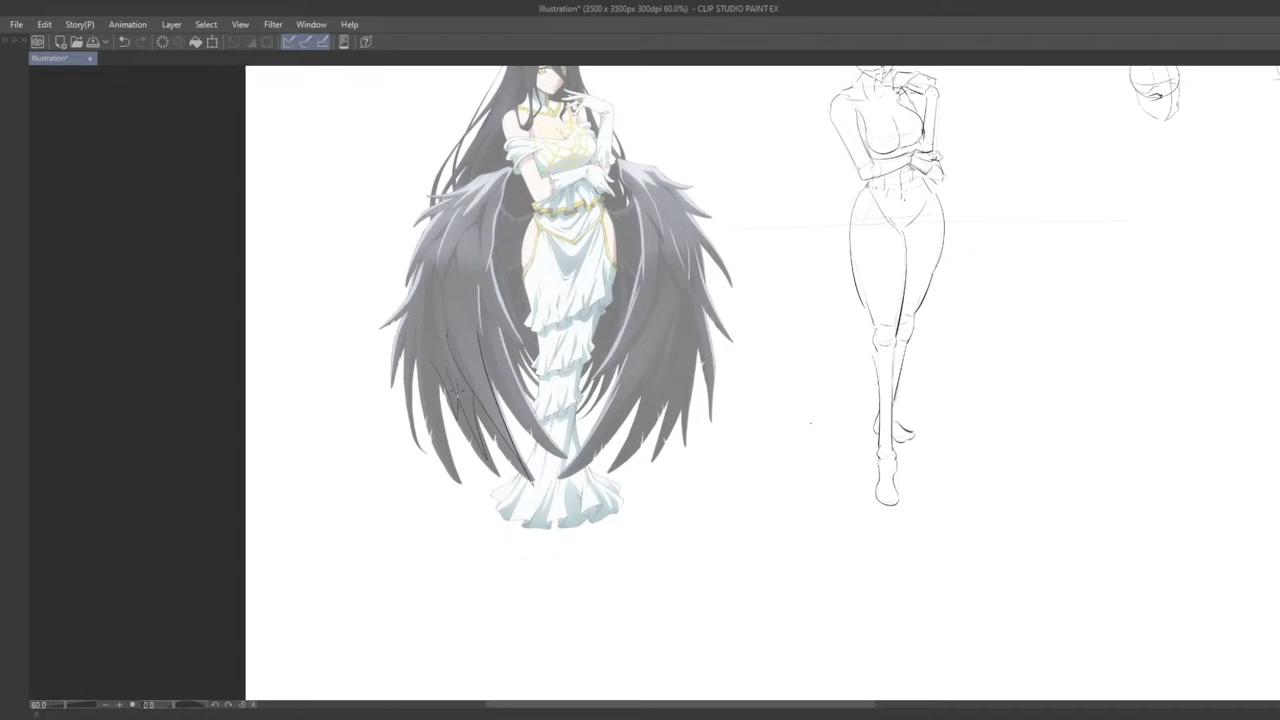 Illustration* (3500 x 3500px 300dpi 60.0%) - CLIP STUDIO PAINT EX
File Edit Story(P) Animation Layer Select View Filter Window Help
Illustration*
60.0 0.0